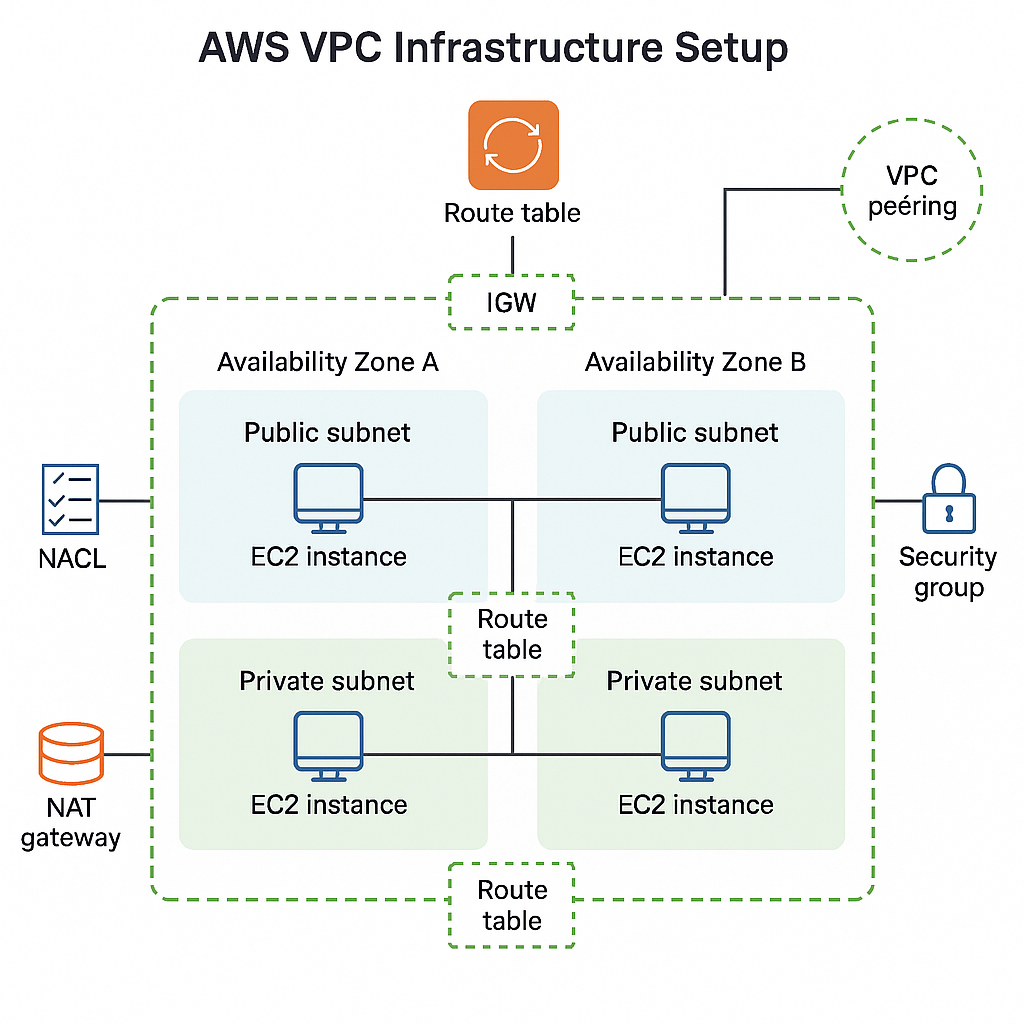 AWS VPC Infrastructure Setup
Route table
VPC
peéring
IGW
Availability Zone A
Availability Zone B
Public subnet
Public subnet
EC2 instance
EC2 instance
NACL
Security
group
Route
table
Private subnet
Private subnet
EC2 instance
EC2 instance
NAT
gateway
Route
table